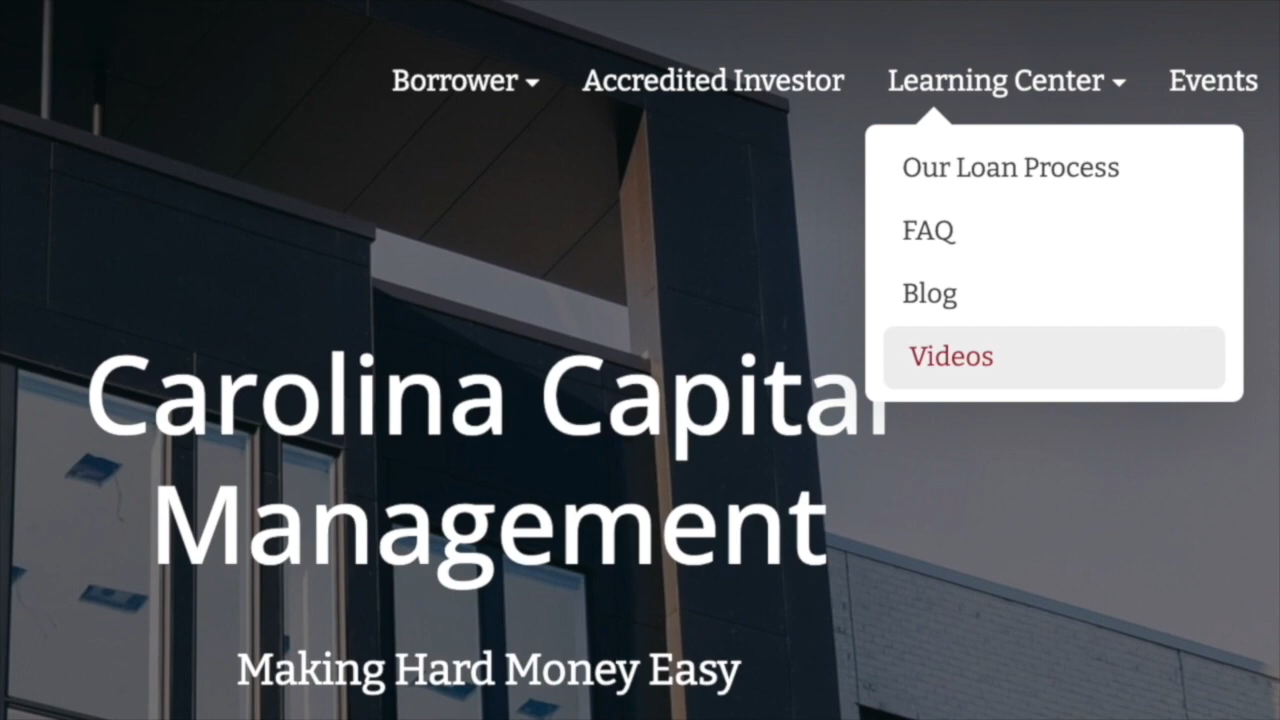 Borrower
Accredited Investor
Learning Center
Events
Our Loan Process
FAQ
Blog
Videos
Carolina Capital
Management
Making Hard Money Easy